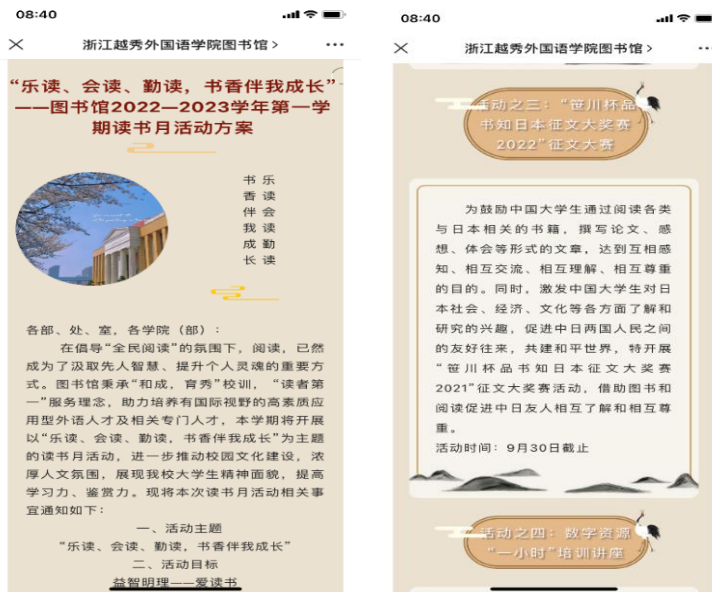 08:40
浙江越秀外国语学院图书馆
“乐读、会读、勤读，书香伴我成长”
——图书馆2022—2023学年第一学
期读书月活动方案
乐读
会读
勤读
书香伴我成长
各部、处、室，各学院（部）：
在倡导“全民阅读”的氛围下，阅读，已然
成为了汲取先人智慧、提升个人灵魂的重要方
式。图书馆秉承“和成，育秀”校训，“读者第
一”服务理念，助力培养有国际视野的高素质应
用型外语人才及相关专门人才，本学期将开展
以“乐读、会读、勤读，书香伴我成长”为主题
的读书月活动，进一步推动校园文化建设，浓
厚人文氛围，展现我校大学生精神面貌，提高
学习力、鉴赏力。现将本次读书月活动相关事
宜通知如下：
一、活动主题
“乐读、会读、勤读，书香伴我成长”
二、活动目标
益智明理——爱读书
08:40
浙江越秀外国语学院图书馆
活动之三：“笹川杯品
书知日本征文大奖赛
2022”征文大赛
为鼓励中国大学生通过阅读各类
与日本相关的书籍，撰写论文、感
想、体会等形式的文章，达到互相感
知、相互交流、相互理解、相互尊重
的目的。同时，激发中国大学生对日
本社会、经济、文化等各方面了解和
研究的兴趣，促进中日两国人民之间
的友好往来，共建和平世界，特开展
“笹川杯品书知日本征文大奖赛
2021”征文大奖赛活动，借助图书和
阅读促进中日友人相互了解和相互尊
重。
活动时间：9月30日截止
活动之四：数字资源
“一小时”培训讲座